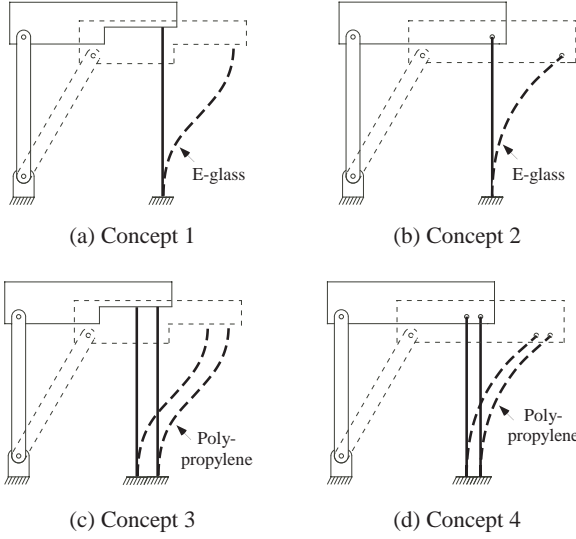 E-glass
(a) Concept 1
E-glass
(b) Concept 2
Poly-
propylene
(c) Concept 3
Poly-
propylene
(d) Concept 4